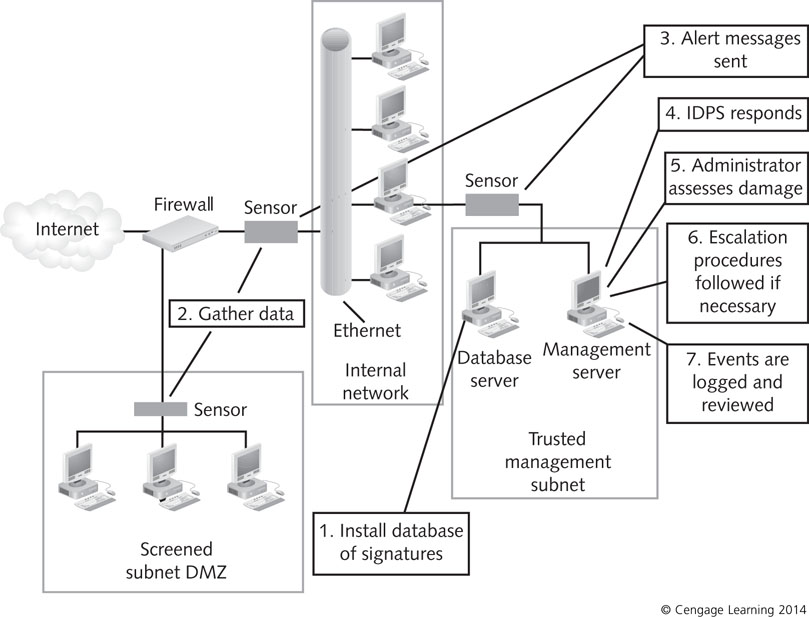 3. Alert messages
sent
4. IDPS responds
5. Administrator
assesses damage
6. Escalation
procedures
followed if
necessary
7. Events are
logged and
reviewed
Internet
Firewall
Sensor
Sensor
2. Gather data
Ethernet
Internal
network
Database
server
Management
server
Sensor
Trusted
management
subnet
1. Install database
of signatures
Screened
subnet DMZ
© Cengage Learning 2014